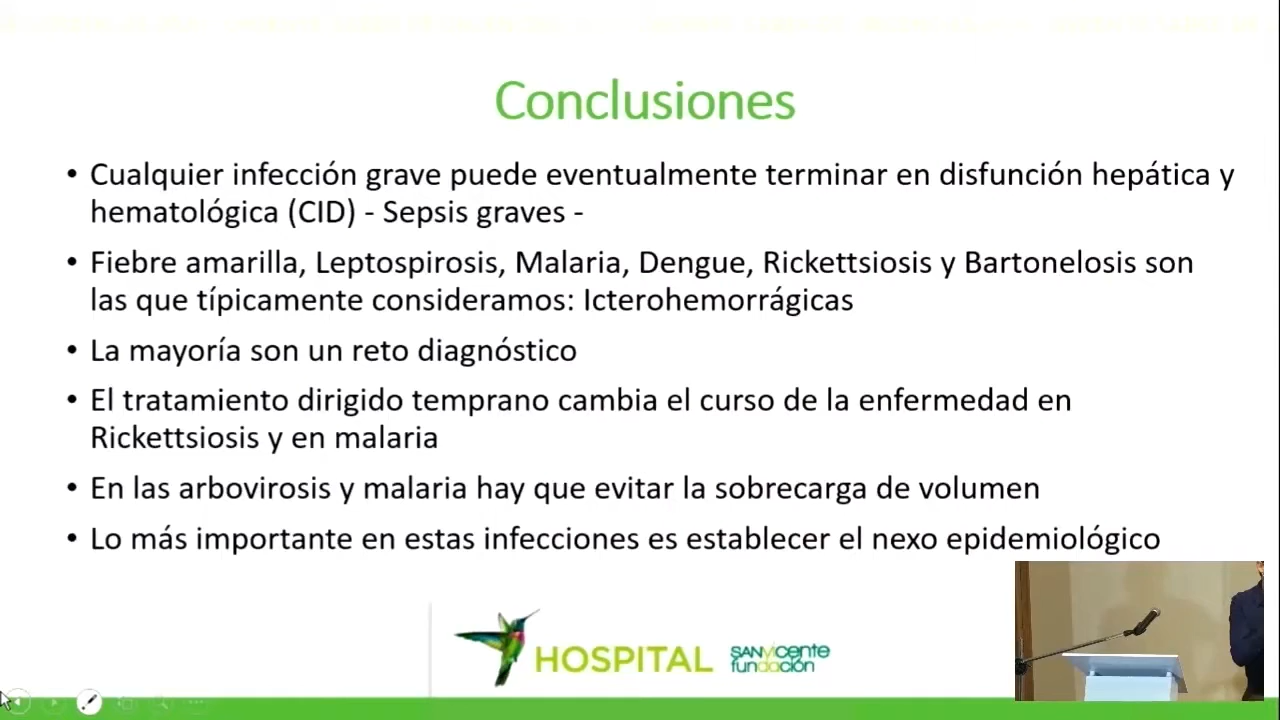 Conclusiones
• Cualquier infección grave puede eventualmente terminar en disfunción hepática y
hematológica (CID) - Sepsis graves -
• Fiebre amarilla, Leptospirosis, Malaria, Dengue, Rickettsiosis y Bartonelosis son
las que típicamente consideramos: Icterohemorrágicas
• La mayoría son un reto diagnóstico
• El tratamiento dirigido temprano cambia el curso de la enfermedad en
Rickettsiosis y en malaria
• En las arbovirosis y malaria hay que evitar la sobrecarga de volumen
• Lo más importante en estas infecciones es establecer el nexo epidemiológico
HOSPITAL
SANVICENTE
fundación